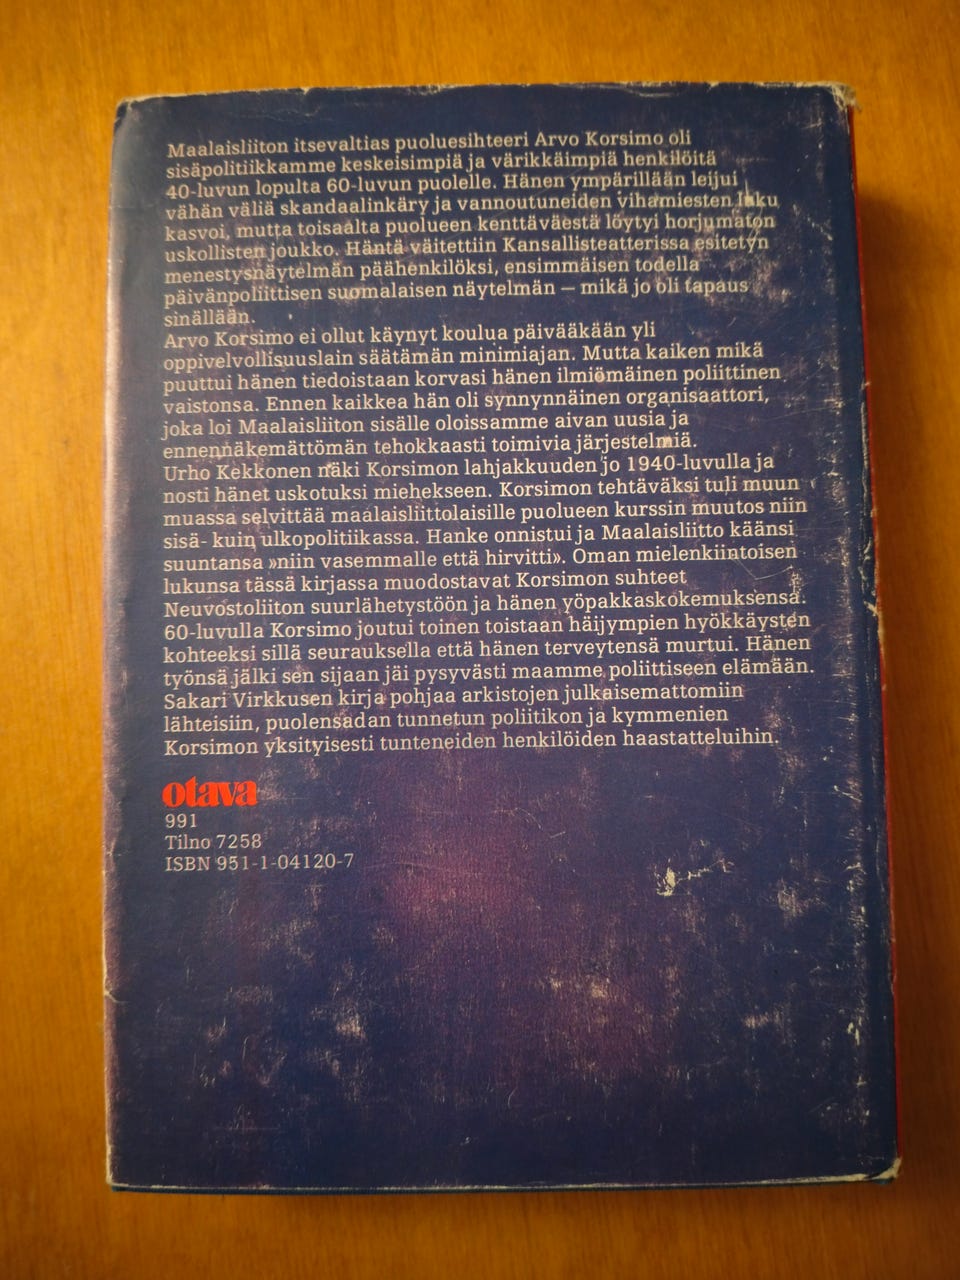 Maalaisliiton itsevaltias puoluesihteeri Arvo Korsimo oli
sisäpolitiikkamme keskeisimpiä ja värikkäimpiä henkilöitä
40-luvun lopulta 60-luvun puolelle. Hänen ympärillään leijui
vähän väliä skandaalinkäry ja vannoutuneiden vihamiesten luku
kasvoi, mutta toisaalta puolueen kenttäväestä löytyi horjumaton
uskollisten joukko. Häntä väitettiin Kansallisteatterissa esitetyn
menestysnäytelmän päähenkilöksi, ensimmäisen todella
päivänpoliittisen suomalaisen näytelmän — mikä jo oli tapaus
sinällään.
Arvo Korsimo ei ollut käynyt koulua päivääkään yli
oppivelvollisuuslain säätämän minimiajan. Mutta kaiken mikä
puuttui hänen tiedoistaan korvasi hänen ilmiömäinen poliittinen
vaistonsa. Ennen kaikkea hän oli synnynnäinen organisaattori,
joka loi Maalaisliiton sisälle oloissamme aivan uusia ja
ennennäkemättömän tehokkaasti toimivia järjestelmiä.
Urho Kekkonen näki Korsimon lahjakkuuden jo 1940-luvulla ja
nosti hänet uskotuksi miehekseen. Korsimon tehtäväksi tuli muun
muassa selvittää maalaisliittolaisille puolueen kurssin muutos niin
sisä- kuin ulkopolitiikassa. Hanke onnistui ja Maalaisliitto käänsi
suuntansa »niin vasemmalle että hirvitti». Oman mielenkiintoisen
lukunsa tässä kirjassa muodostavat Korsimon suhteet
Neuvostoliiton suurlähetystöön ja hänen yöpakkaskokemuksensa.
60-luvulla Korsimo joutui toinen toistaan häijympien hyökkäysten
kohteeksi sillä seurauksella että hänen terveytensä murtui. Hänen
työnsä jälki sen sijaan jäi pysyvästi maamme poliittiseen elämään.
Sakari Virkkusen kirja pohjaa arkistojen julkaisemattomiin
lähteisiin, puolensadan tunnetun poliitikon ja kymmenien
Korsimon yksityisesti tunteneiden henkilöiden haastatteluihin.
otava
991
Tilno 7258
ISBN 951-1-04120-7